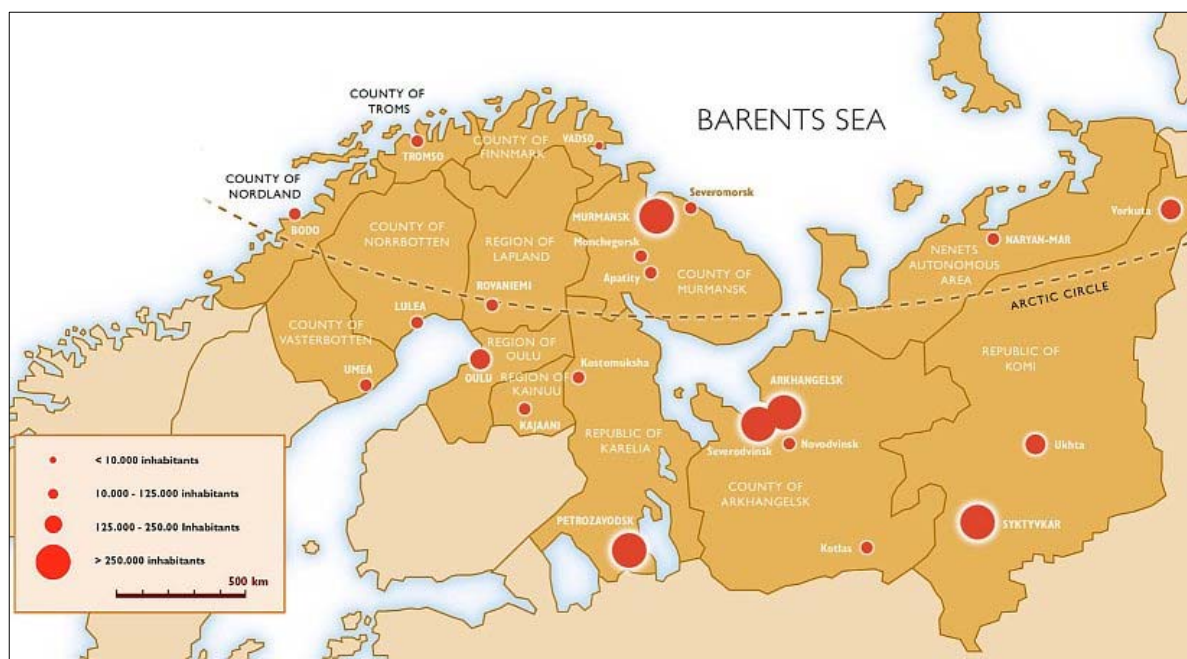 COUNTY OF
TROMS
BARENTS SEA
COUNTY OF
FINNMARK
VADSO
TROMSO
COUNTY OF
NORDLAND
BODO
Severomorsk
MURMANSK
Vorkuta
COUNTY OF
NORRBOTTEN
REGION OF
LAPLAND
Monchegorsk
Apatity
COUNTY OF
MURMANSK
NARYAN-MAR
NENETS
AUTONOMOUS
AREA
ARCTIC CIRCLE
ROVANIEMI
LULEA
COUNTY OF
VASTERBOTTEN
REGION OF
OULU
OULU
UMEA
REGION OF
KAINUU
KAJAANI
Kostomuksha
REPUBLIC OF
KOMI
ARKHANGELSK
Severodvinsk
Novodvinsk
REPUBLIC OF
KARELIA
Ukhta
COUNTY OF
ARKHANGELSK
PETROZAVODSK
SYKTYVKAR
Kotlas
< 10.000 inhabitants
10.000 - 125.000 inhabitants
125.000 - 250.00 Inhabitants
> 250.000 inhabitants
500 km